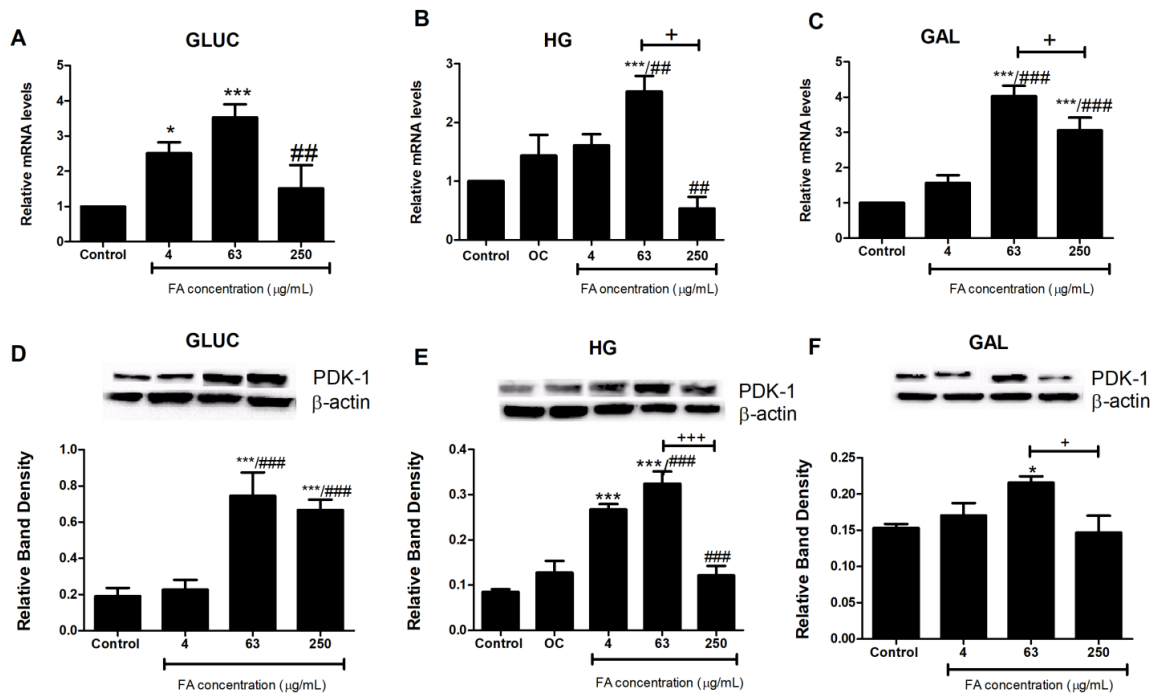 A
GLUC
Relative mRNA levels
5
4
3
2
1
0
*
***
##
Control
4
63
250
FA concentration (μg/mL)
B
HG
Relative mRNA levels
3
2
1
0
+
***/##
##
Control
OC
4
63
250
FA concentration (μg/mL)
C
GAL
Relative mRNA levels
5
4
3
2
1
0
+
***/###
***/###
Control
4
63
250
FA concentration (μg/mL)
D
GLUC
PDK-1
β-actin
Relative Band Density
1.0
0.8
0.6
0.4
0.2
0.0
***/###
***/###
Control
4
63
250
FA concentration (μg/mL)
E
HG
PDK-1
β-actin
Relative Band Density
0.4
0.3
0.2
0.1
0.0
+++
***
***/###
###
Control
OC
4
63
250
FA concentration (μg/mL)
F
GAL
PDK-1
β-actin
Relative Band Density
0.25
0.20
0.15
0.10
0.05
0.00
+
*
Control
4
63
250
FA concentration (μg/mL)